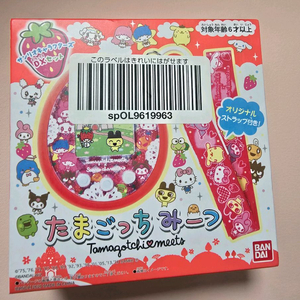 サンリオキャラクターズ
DXセット
対象年齢6才以上
このラベルはきれいにはがせます
spOL9619963
オリジナル
ストラップ付き!
たまごっち みーつ
Tamagotchi meets
BAN
DAI